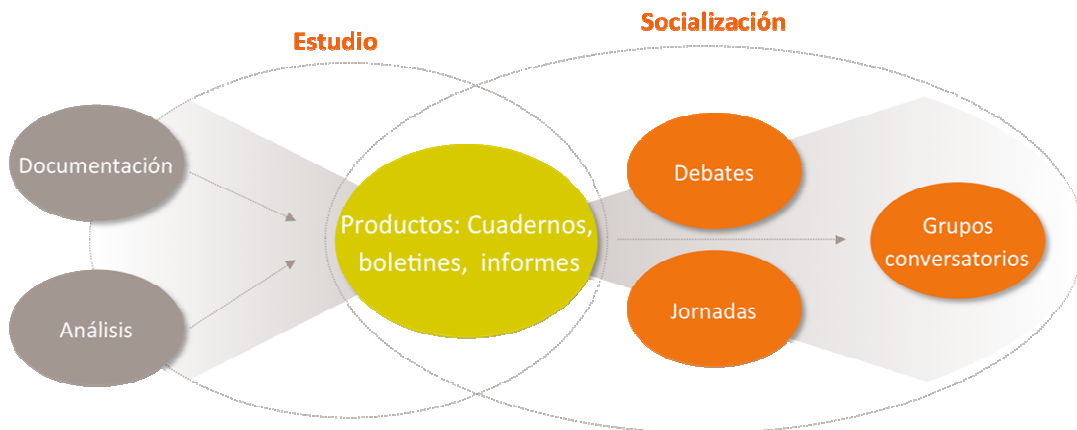 Estudio
Socialización
Documentación
Análisis
Productos: Cuadernos,
boletines, informes
Debates
Jornadas
Grupos
conversatorios